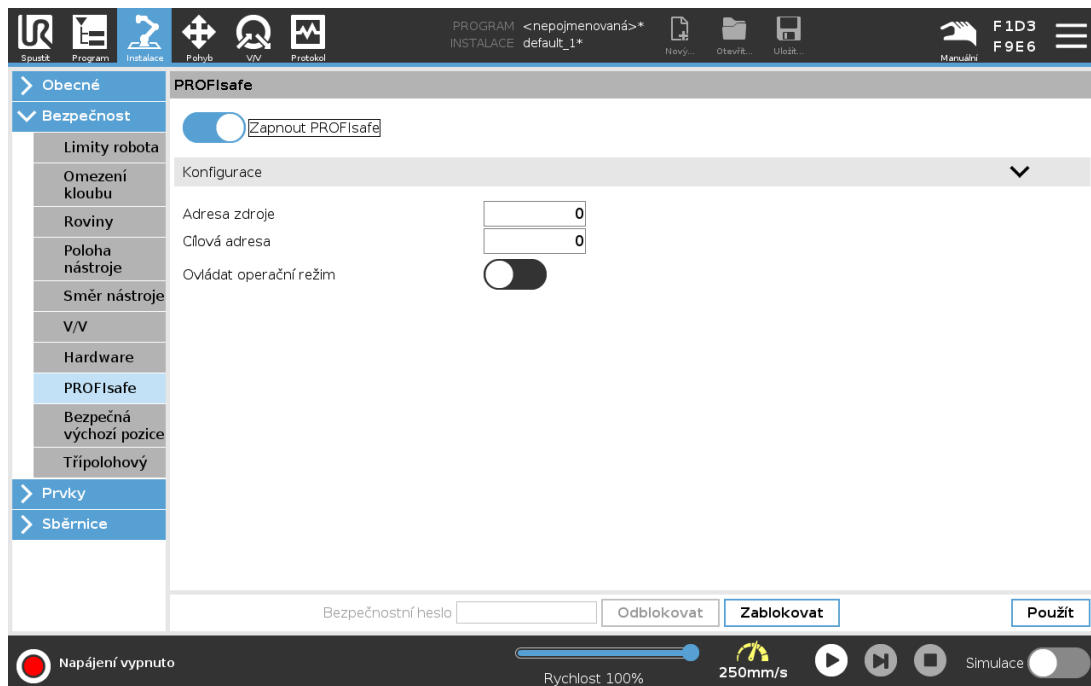 UR
Spustit
Program
Instalace
Pohyb
V/V
Protokol
PROGRAM <nepojmenovaná>*
INSTALACE default_1*
Nový...
Otevřít...
Uložit...
Manuální
F1D3
F9E6
Obecné
Bezpečnost
Limity robota
Omezení
kloubu
Roviny
Poloha
nástroje
Směr nástroje
V/V
Hardware
PROFIsafe
Bezpečná
výchozí pozice
Třípolohový
Prvky
Sběrnice
PROFIsafe
Zapnout PROFIsafe
Konfigurace
Adresa zdroje 0
Cílová adresa 0
Ovládat operační režim
Bezpečnostní heslo
Odblokovat
Zablokovat
Použít
Napájení vypnuto
Rychlost 100%
250mm/s
Simulace